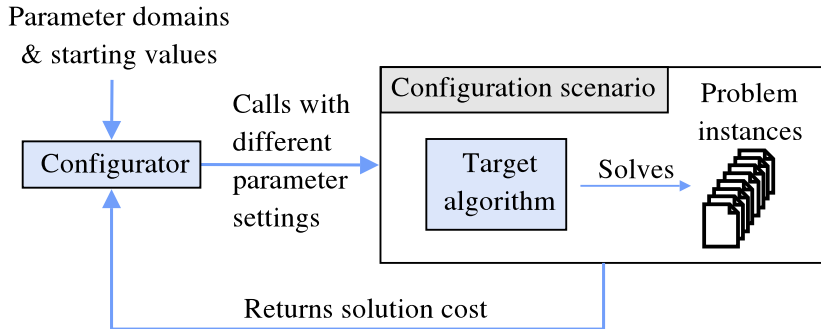 Parameter domains
& starting values
Configurator
Calls with
different
parameter
settings
Configuration scenario
Target
algorithm
Solves
Problem
instances
Returns solution cost